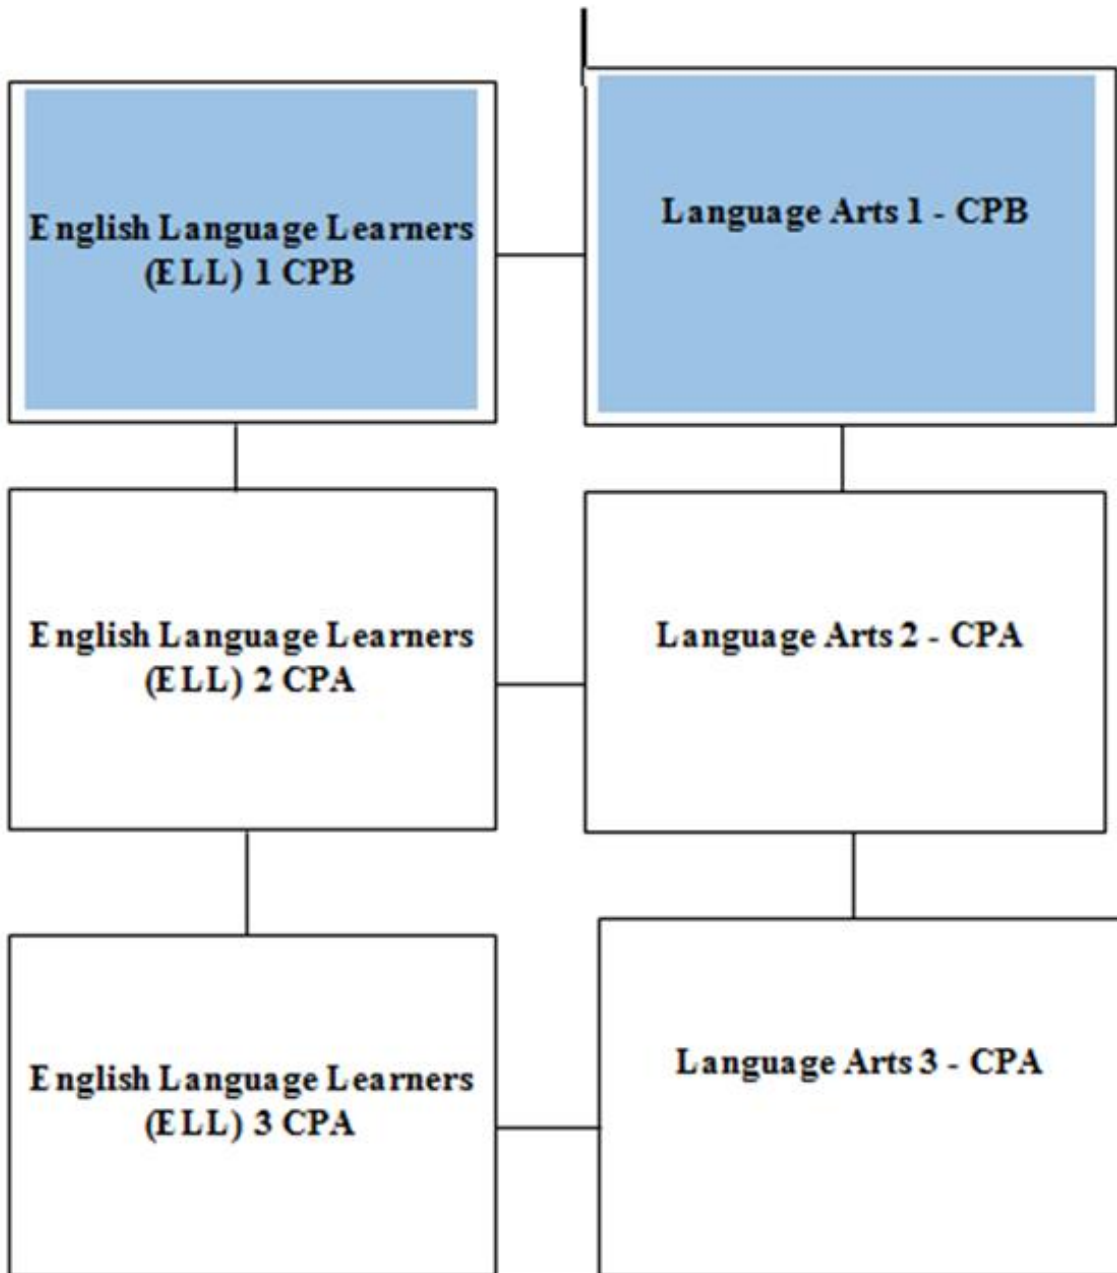 English Language Learners
(ELL) 1 CPB
Language Arts 1 - CPB
English Language Learners
(ELL) 2 CPA
Language Arts 2 - CPA
English Language Learners
(ELL) 3 CPA
Language Arts 3 - CPA